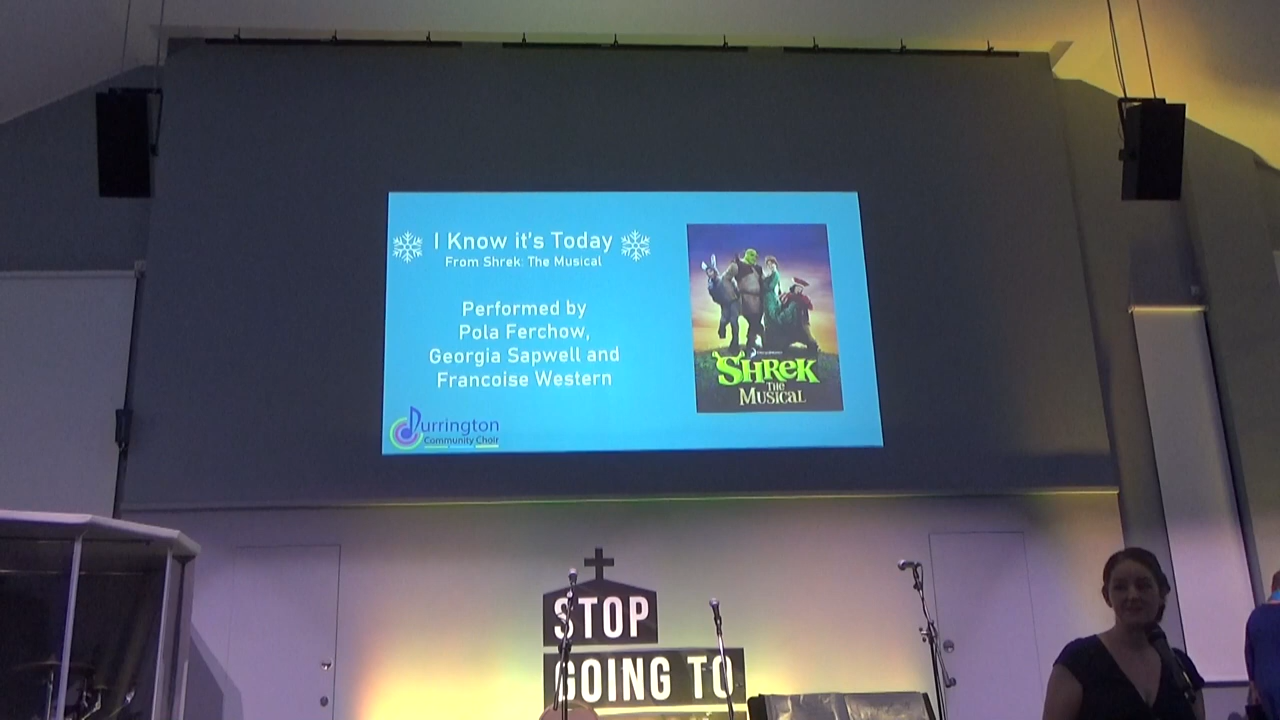 I Know it's Today
From Shrek: The Musical
Performed by
Pola Ferchow,
Georgia Sapwell and
Francoise Western
Durrington
Community Choir
SHREK
THE
MUSICAL
STOP
GOING TO